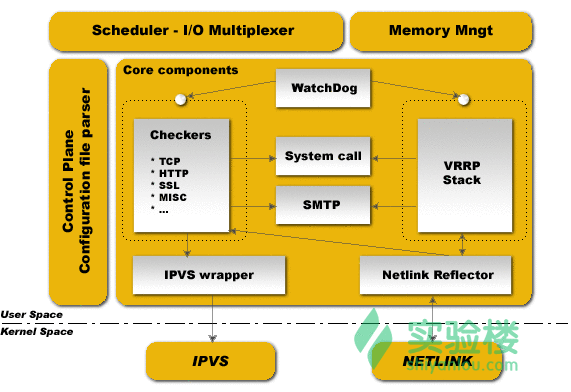 Scheduler - I/O Multiplexer
Memory Mngt
Control Plane
Configuration file parser
Core components
WatchDog
Checkers
* TCP
* HTTP
* SSL
* MISC
* ...
System call
SMTP
VRRP
Stack
IPVS wrapper
Netlink Reflector
User Space
Kernel Space
IPVS
NETLINK
实验楼
shiyanlou.com